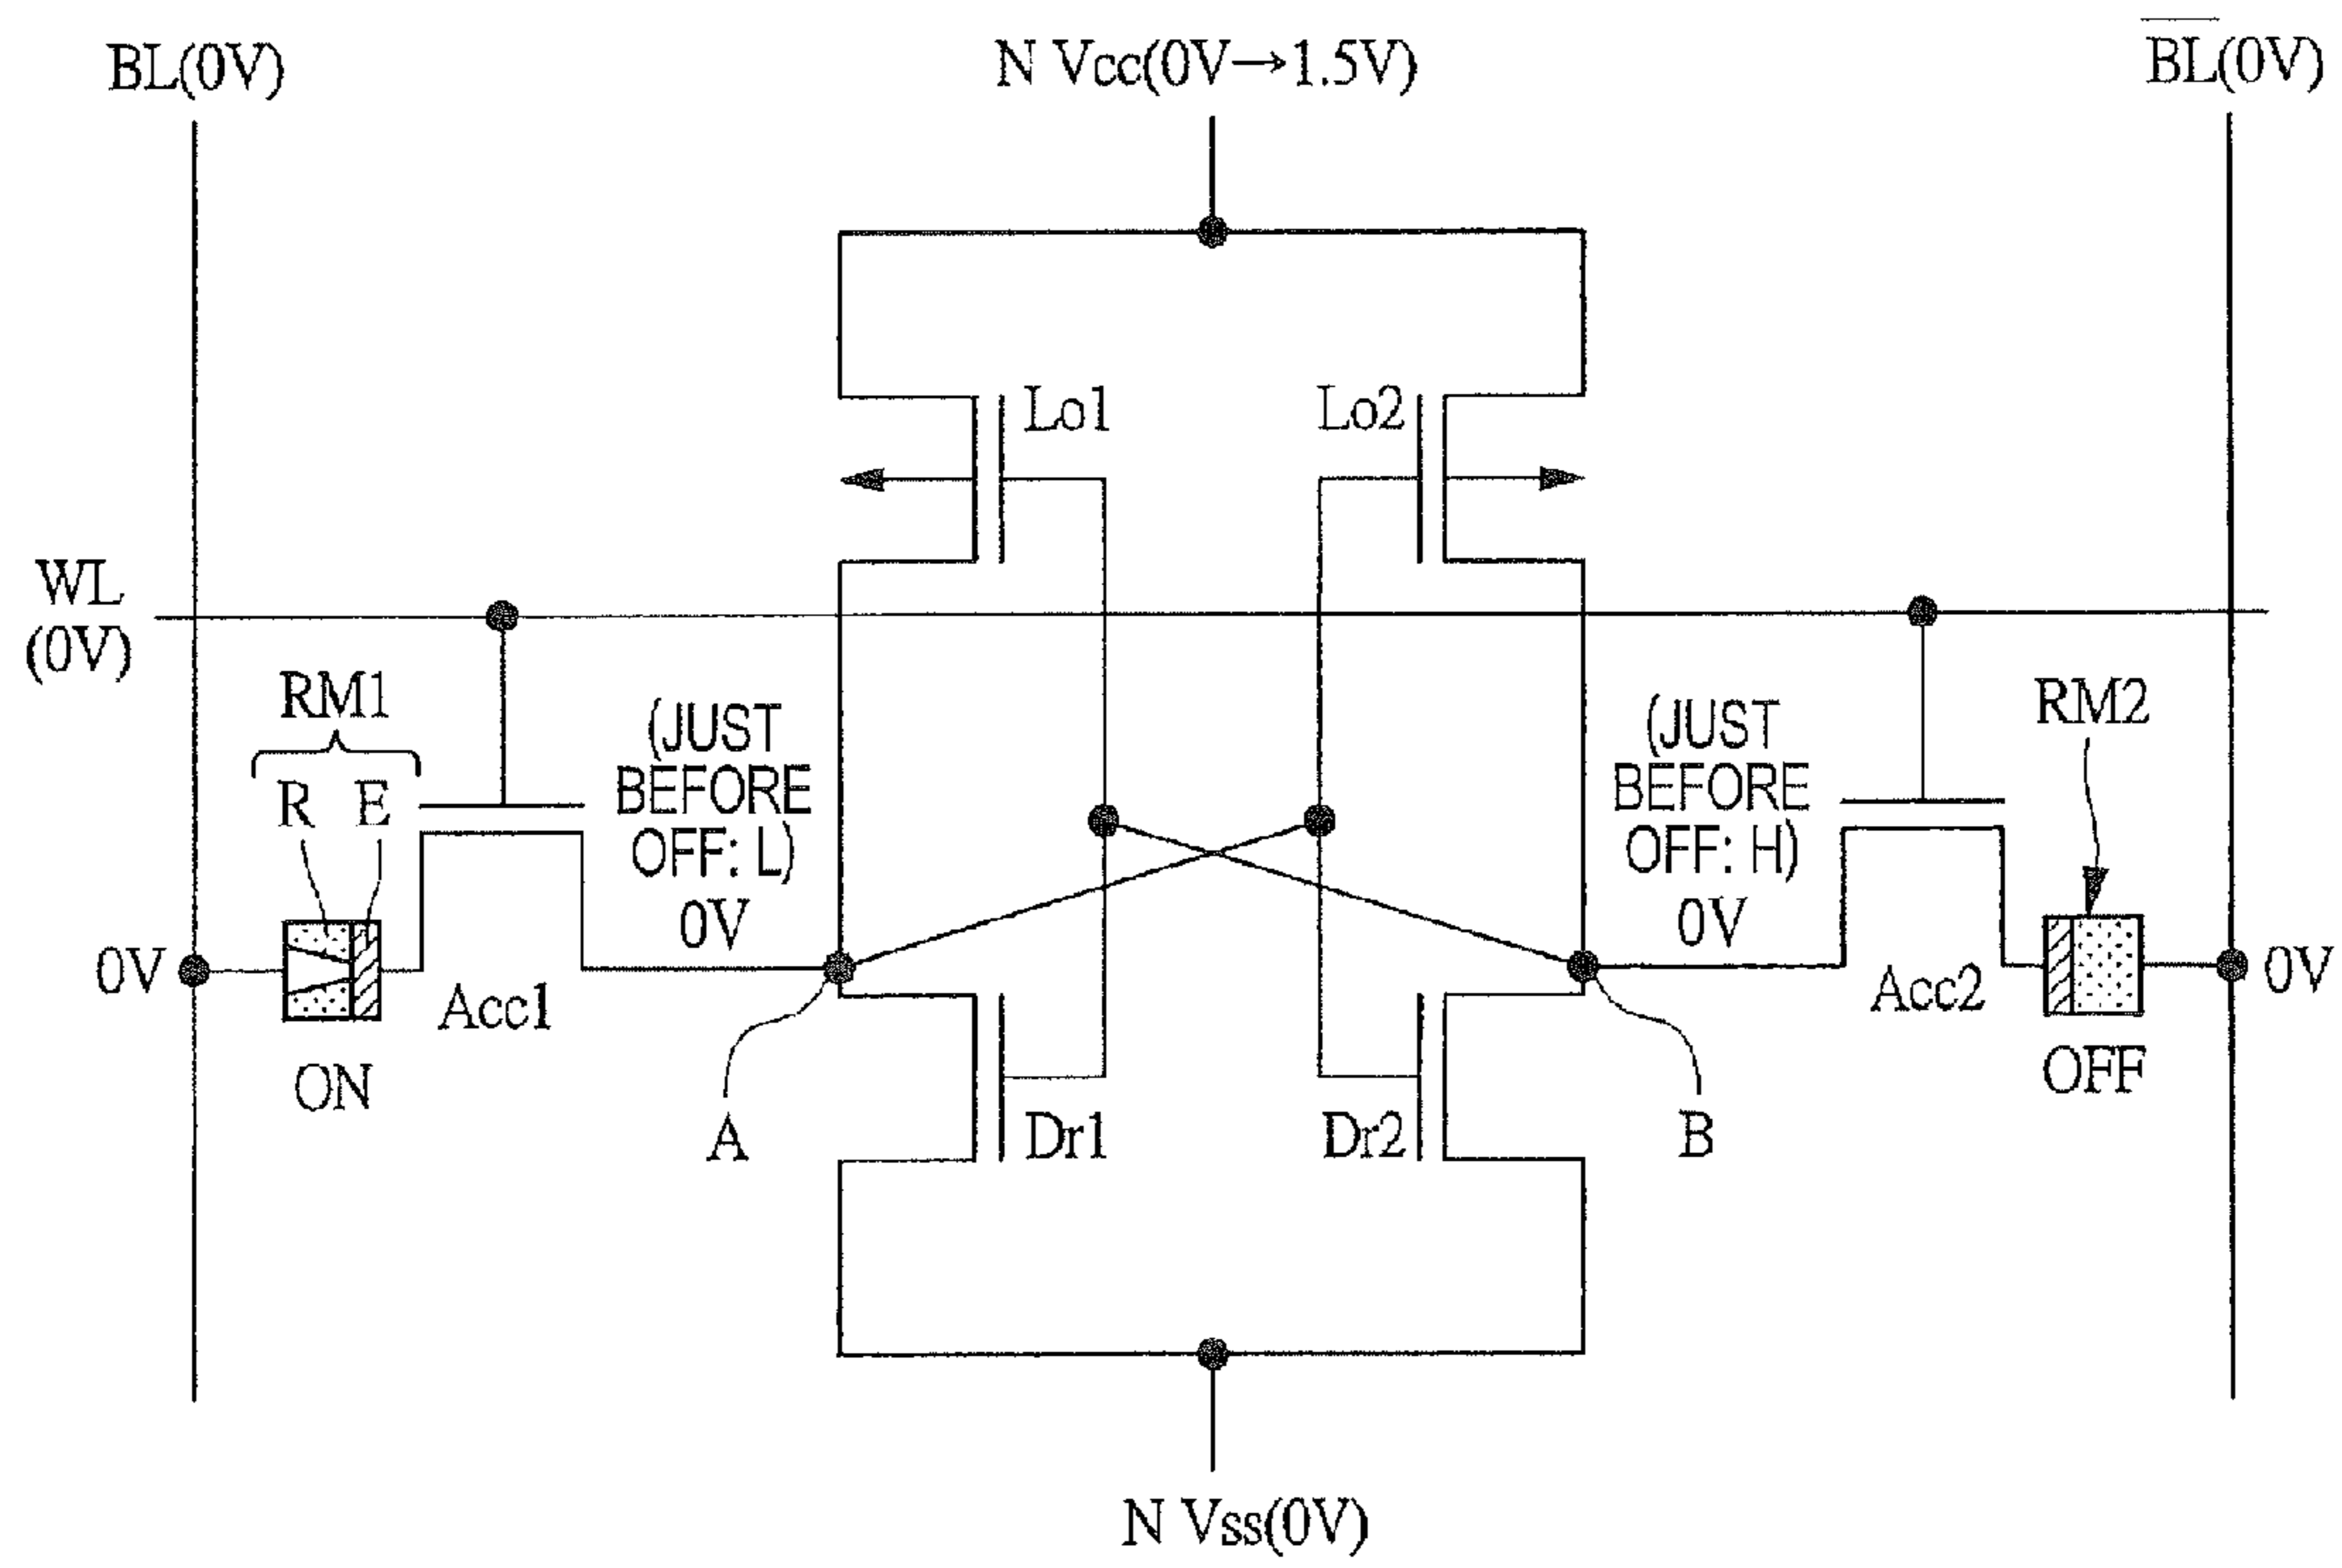 BL(0V)
N Vcc(0V→1.5V)
B̅L̅(0V)
Lo1
Lo2
WL
(0V)
RM1
R E
(JUST
BEFORE
OFF: L)
0V
(JUST
BEFORE
OFF: H)
0V
RM2
0V
Acc1
ON
A
Dr1
Dr2
B
Acc2
OFF
0V
N Vss(0V)